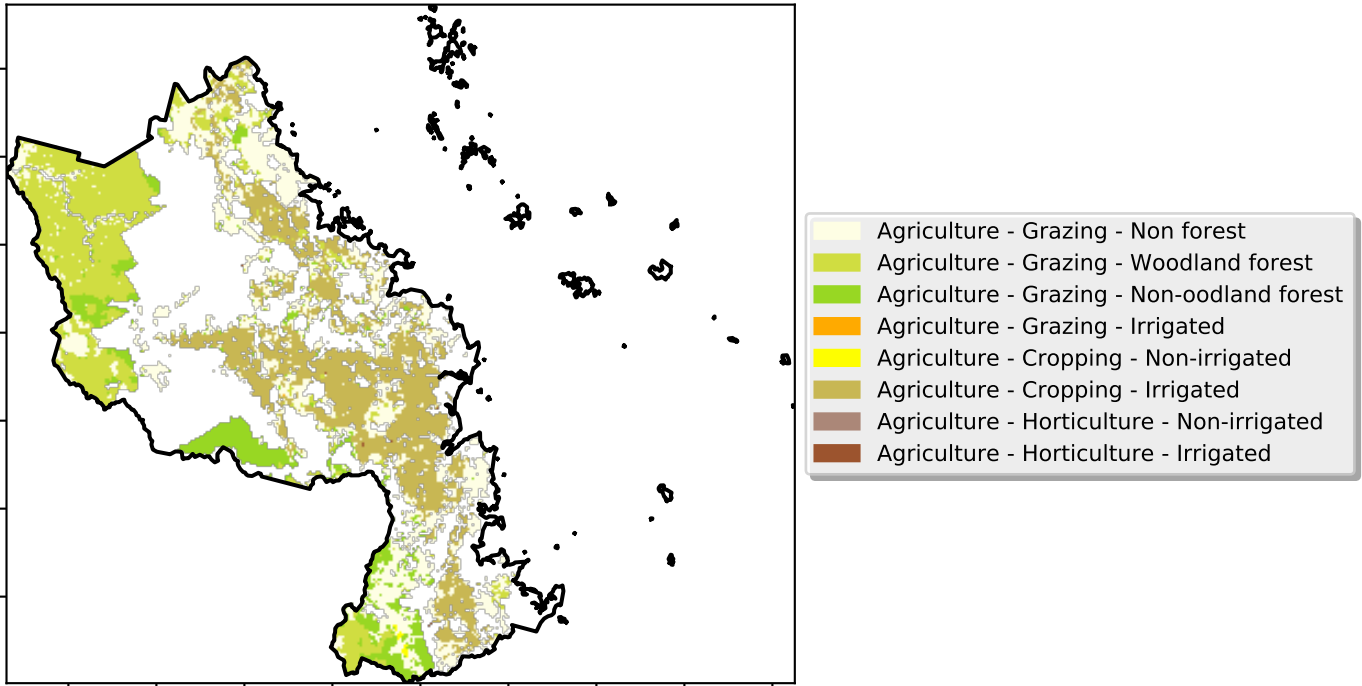 Agriculture - Grazing - Non forest
Agriculture - Grazing - Woodland forest
Agriculture - Grazing - Non-oodland forest
Agriculture - Grazing - Irrigated
Agriculture - Cropping - Non-irrigated
Agriculture - Cropping - Irrigated
Agriculture - Horticulture - Non-irrigated
Agriculture - Horticulture - Irrigated